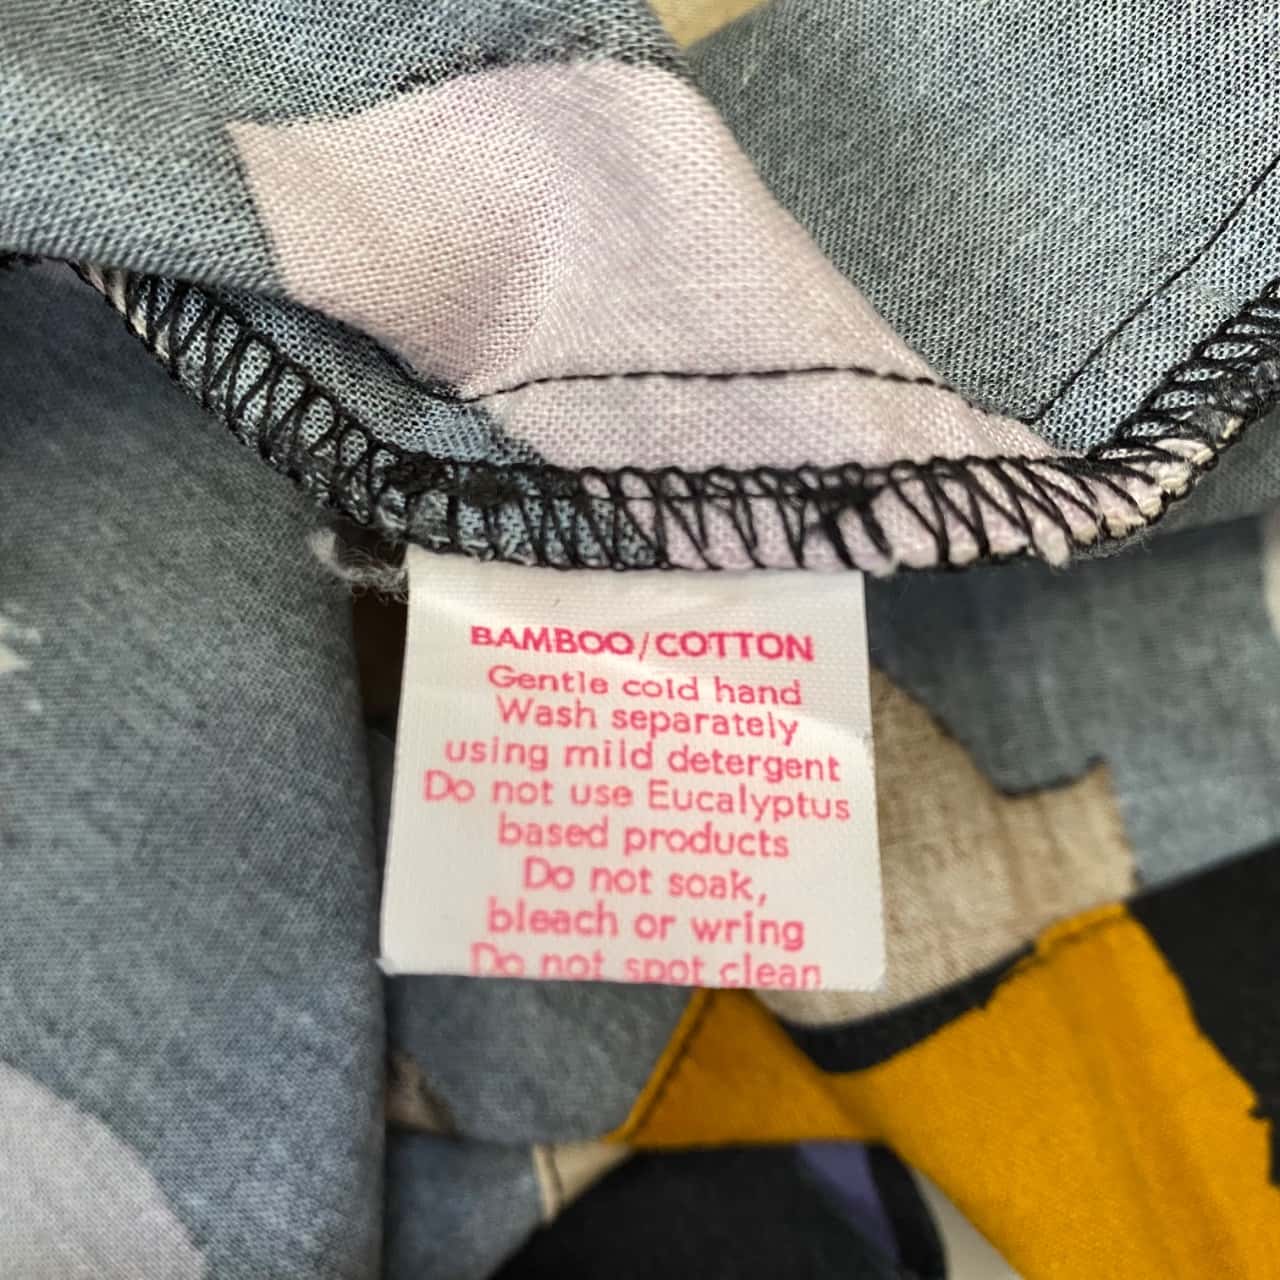 BAMBOO/COTTON
Gentle cold hand
Wash separately
using mild detergent
Do not use Eucalyptus
based products
Do not soak,
bleach or wring
Do not spot clean